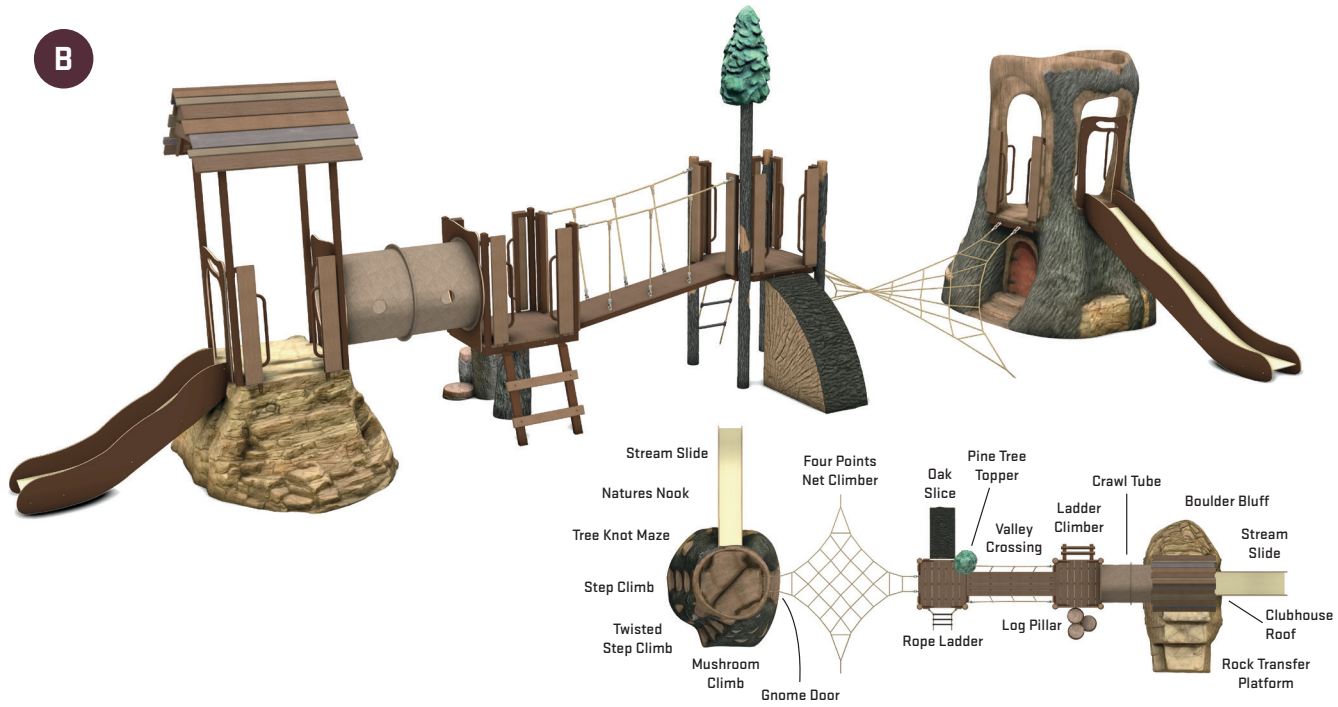 B
Stream Slide
Natures Nook
Tree Knot Maze
Step Climb
Twisted
Step Climb
Mushroom
Climb
Gnome Door
Four Points
Net Climber
Oak
Slice
Pine Tree
Topper
Valley
Crossing
Rope Ladder
Ladder
Climber
Log Pillar
Crawl Tube
Boulder Bluff
Stream
Slide
Clubhouse
Roof
Rock Transfer
Platform